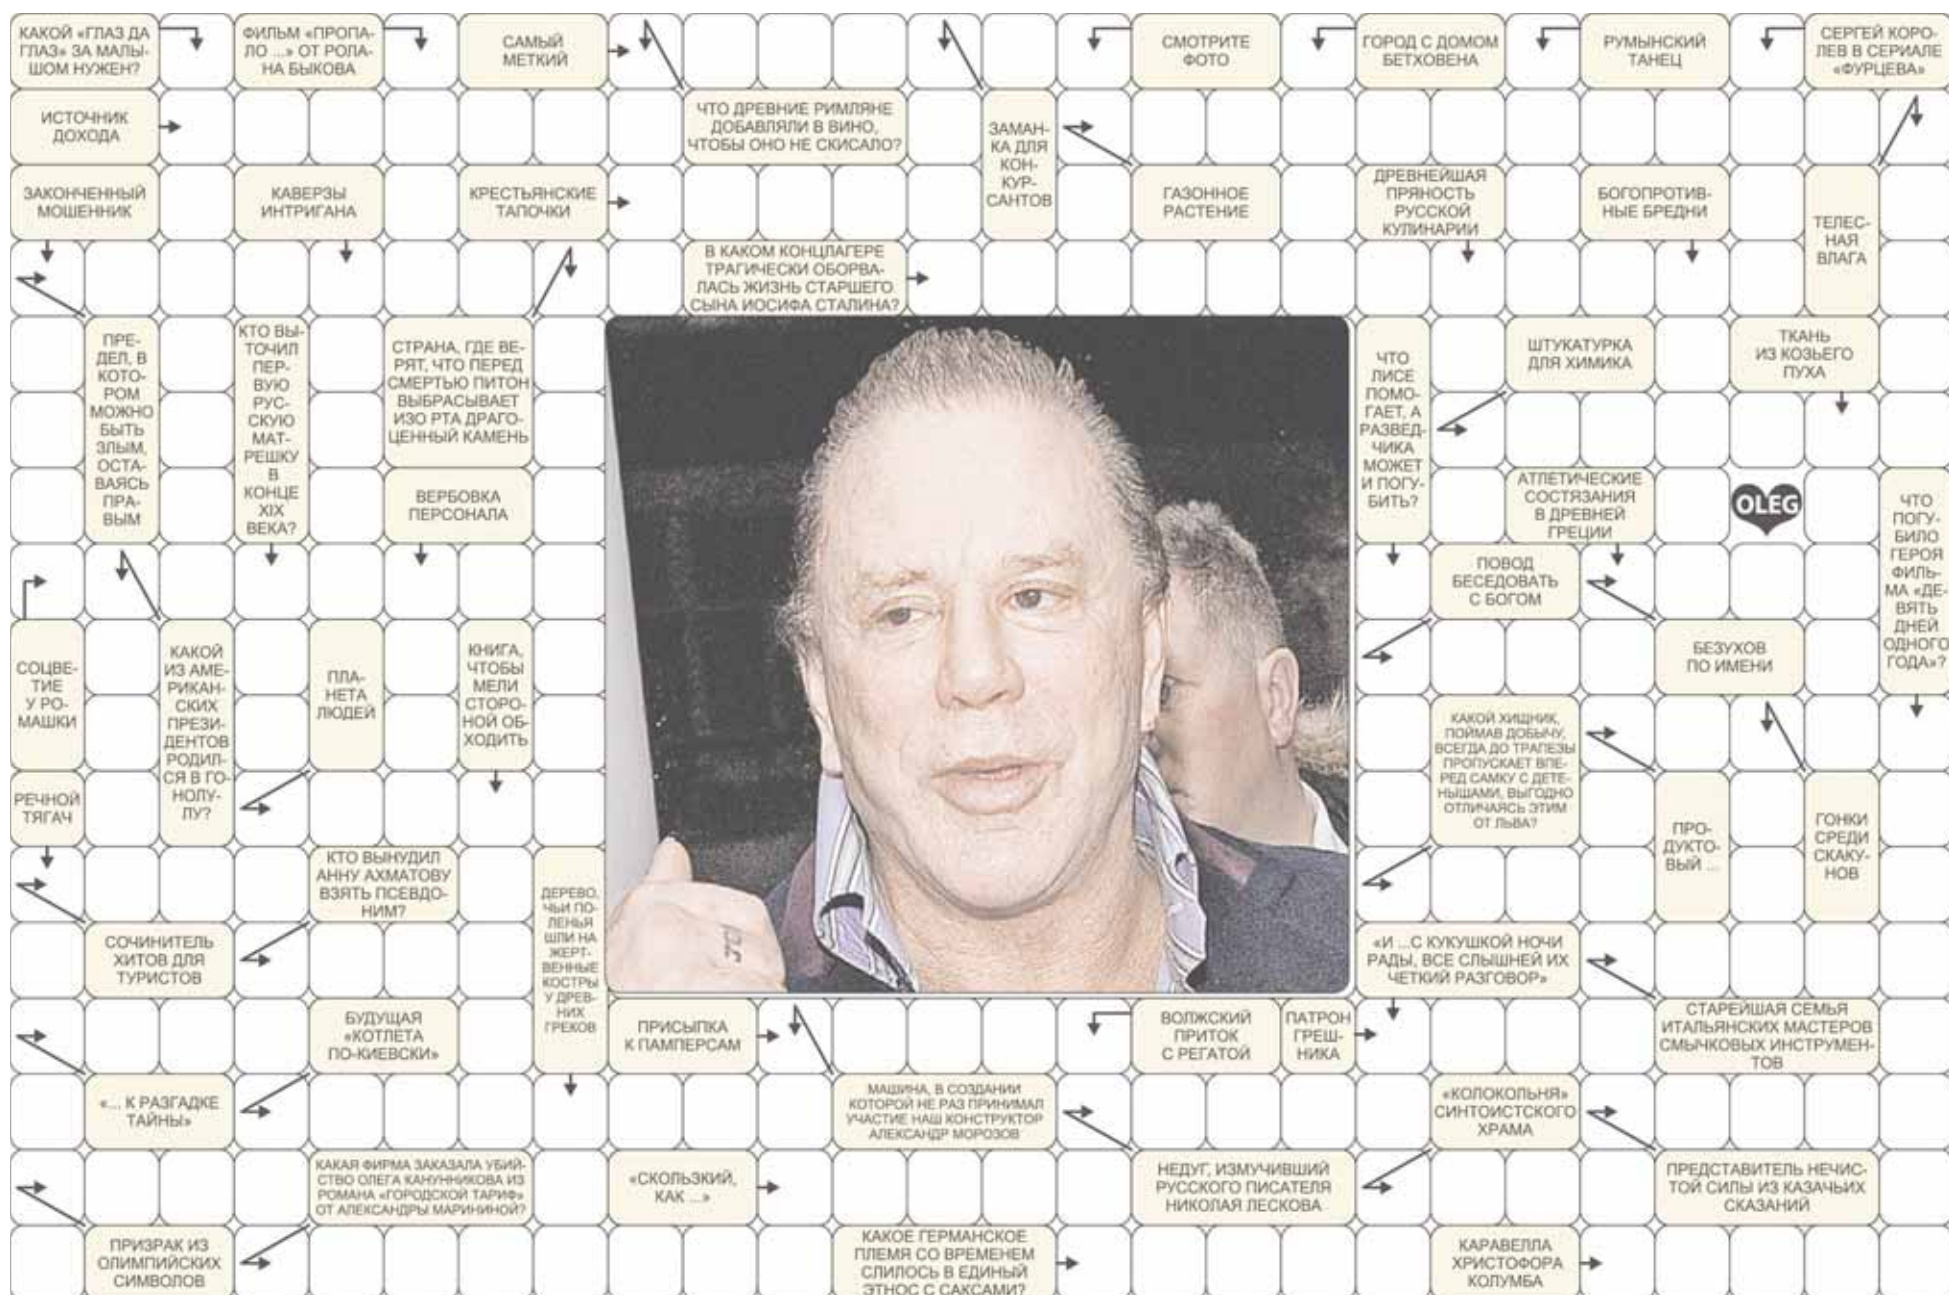 КАКОЙ «ГЛАЗ ДА
ГЛАЗ» ЗА МАЛЫ-
ШОМ НУЖЕН?
ФИЛЬМ «ПРОПА-
ЛО ...» ОТ РОЛА-
НА БЫКОВА
САМЫЙ
МЕТКИЙ
СМОТРИТЕ
ФОТО
ГОРОД С ДОМОМ
БЕТХОВЕНА
РУМЫНСКИЙ
ТАНЕЦ
СЕРГЕЙ КОРО-
ЛЕВ В СЕРИАЛЕ
«ФУРЦЕВА»
ИСТОЧНИК
ДОХОДА
ЧТО ДРЕВНИЕ РИМЛЯНЕ
ДОБАВЛЯЛИ В ВИНО,
ЧТОБЫ ОНО НЕ СКИСАЛО?
ЗАМАН-
КА ДЛЯ
КОН-
КУР-
САНТОВ
ЗАКОНЧЕННЫЙ
МОШЕННИК
КАВЕРЗЫ
ИНТРИГАНА
КРЕСТЬЯНСКИЕ
ТАПОЧКИ
ГАЗОННОЕ
РАСТЕНИЕ
ДРЕВНЕЙШАЯ
ПРЯНОСТЬ
РУССКОЙ
КУЛИНАРИИ
БОГОПРОТИВ-
НЫЕ БРЕДНИ
ТЕЛЕС-
НАЯ
ВЛАГА
В КАКОМ КОНЦЛАГЕРЕ
ТРАГИЧЕСКИ ОБОРВА-
ЛАСЬ ЖИЗНЬ СТАРШЕГО
СЫНА ИОСИФА СТАЛИНА?
ПРЕ-
ДЕЛ, В
КОТО-
РОМ
МОЖНО
БЫТЬ
ЗЛЫМ,
ОСТА-
ВАЯСЬ
ПРА-
ВЫМ
КТО ВЫ-
ТОЧИЛ
ПЕР-
ВУЮ
РУС-
СКУЮ
МАТ-
РЕШКУ
В
КОНЦЕ
XIX
ВЕКА?
СТРАНА, ГДЕ ВЕ-
РЯТ, ЧТО ПЕРЕД
СМЕРТЬЮ ПИТОН
ВЫБРАСЫВАЕТ
ИЗО РТА ДРАГО-
ЦЕННЫЙ КАМЕНЬ
ЧТО
ЛИСЕ
ПОМО-
ГАЕТ, А
РАЗВЕД-
ЧИКА
МОЖЕТ
И ПОГУ-
БИТЬ?
ШТУКАТУРКА
ДЛЯ ХИМИКА
ТКАНЬ
ИЗ КОЗЬЕГО
ПУХА
ВЕРБОВКА
ПЕРСОНАЛА
АТЛЕТИЧЕСКИЕ
СОСТЯЗАНИЯ
В ДРЕВНЕЙ
ГРЕЦИИ
OLEG
ЧТО
ПОГУ-
БИЛО
ГЕРОЯ
ФИЛЬ-
МА «ДЕ-
ВЯТЬ
ДНЕЙ
ОДНОГО
ГОДА»?
ПОВОД
БЕСЕДОВАТЬ
С БОГОМ
СОЦВЕ-
ТИЕ
У РО-
МАШКИ
КАКОЙ
ИЗ АМЕ-
РИКАН-
СКИХ
ПРЕЗИ-
ДЕНТОВ
РОДИЛ-
СЯ В ГО-
НОЛУ-
ЛУ?
ПЛА-
НЕТА
ЛЮДЕЙ
КНИГА,
ЧТОБЫ
МЕЛИ
СТОРО-
НОЙ ОБ-
ХОДИТЬ
БЕЗУХОВ
ПО ИМЕНИ
КАКОЙ ХИЩНИК,
ПОЙМАВ ДОБЫЧУ,
ВСЕГДА ДО ТРАПЕЗЫ
ПРОПУСКАЕТ ВПЕ-
РЕД САМКУ С ДЕТЕ-
НЫШАМИ, ВЫГОДНО
ОТЛИЧАЯСЬ ЭТИМ
ОТ ЛЬВА?
РЕЧНОЙ
ТЯГАЧ
ПРО-
ДУКТО-
ВЫЙ ...
ГОНКИ
СРЕДИ
СКАКУ-
НОВ
КТО ВЫНУДИЛ
АННУ АХМАТОВУ
ВЗЯТЬ ПСЕВДО-
НИМ?
ДЕРЕВО,
ЧЬИ ПО-
ЛЕНЬЯ
ШЛИ НА
ЖЕРТ-
ВЕННЫЕ
КОСТРЫ
У ДРЕВ-
НИХ
ГРЕКОВ
СОЧИНИТЕЛЬ
ХИТОВ ДЛЯ
ТУРИСТОВ
«И ...С КУКУШКОЙ НОЧИ
РАДЫ, ВСЕ СЛЫШНЕЙ ИХ
ЧЕТКИЙ РАЗГОВОР»
БУДУЩАЯ
«КОТЛЕТА
ПО-КИЕВСКИ»
ПРИСЫПКА
К ПАМПЕРСАМ
ВОЛЖСКИЙ
ПРИТОК
С РЕГАТОЙ
ПАТРОН
ГРЕШ-
НИКА
СТАРЕЙШАЯ СЕМЬЯ
ИТАЛЬЯНСКИХ МАСТЕРОВ
СМЫЧКОВЫХ ИНСТРУМЕН-
ТОВ
«... К РАЗГАДКЕ
ТАЙНЫ»
МАШИНА, В СОЗДАНИИ
КОТОРОЙ НЕ РАЗ ПРИНИМАЛ
УЧАСТИЕ НАШ КОНСТРУКТОР
АЛЕКСАНДР МОРОЗОВ
«КОЛОКОЛЬНЯ»
СИНТОИСТСКОГО
ХРАМА
КАКАЯ ФИРМА ЗАКАЗАЛА УБИЙ-
СТВО ОЛЕГА КАНУННИКОВА ИЗ
РОМАНА «ГОРОДСКОЙ ТАРИФ»
ОТ АЛЕКСАНДРЫ МАРИНИНОЙ?
«СКОЛЬЗКИЙ,
КАК ...»
НЕДУГ, ИЗМУЧИВШИЙ
РУССКОГО ПИСАТЕЛЯ
НИКОЛАЯ ЛЕСКОВА
ПРЕДСТАВИТЕЛЬ НЕЧИС-
ТОЙ СИЛЫ ИЗ КАЗАЧЬИХ
СКАЗАНИЙ
ПРИЗРАК ИЗ
ОЛИМПИЙСКИХ
СИМВОЛОВ
КАКОЕ ГЕРМАНСКОЕ
ПЛЕМЯ СО ВРЕМЕНЕМ
СЛИЛОСЬ В ЕДИНЫЙ
ЭТНОС С САКСАМИ?
КАРАВЕЛЛА
ХРИСТОФОРА
КОЛУМБА